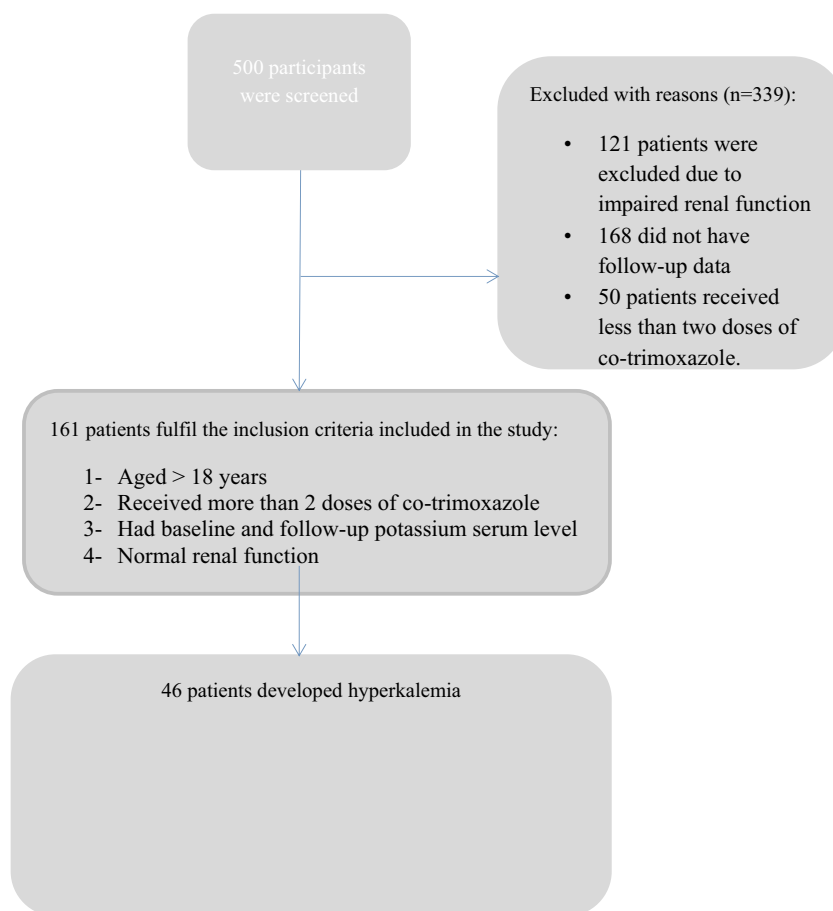 500 participants
were screened
Excluded with reasons (n=339):
• 121 patients were
excluded due to
impaired renal function
• 168 did not have
follow-up data
• 50 patients received
less than two doses of
co-trimoxazole.
161 patients fulfil the inclusion criteria included in the study:
1- Aged > 18 years
2- Received more than 2 doses of co-trimoxazole
3- Had baseline and follow-up potassium serum level
4- Normal renal function
46 patients developed hyperkalemia